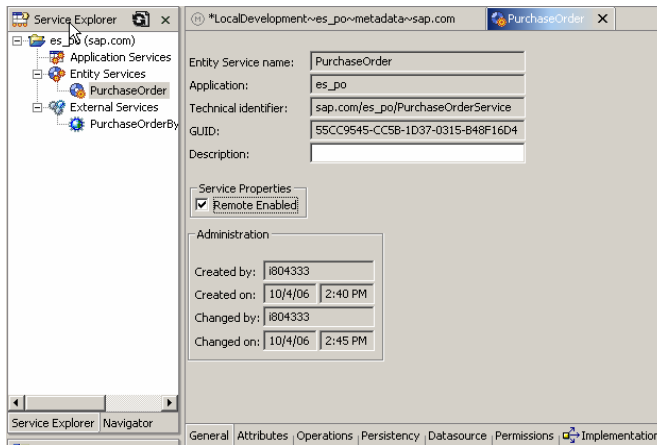 Service Explorer
es_po (sap.com)
Application Services
Entity Services
PurchaseOrder
External Services
PurchaseOrderBy
Service Explorer Navigator
*LocalDevelopment~es_po~metadata~sap.com PurchaseOrder
Entity Service name: PurchaseOrder
Application: es_po
Technical identifier: sap.com/es_po/PurchaseOrderService
GUID: 55CC9545-CC5B-1D37-0315-B48F16D4
Description:
Service Properties
Remote Enabled
Administration
Created by: i804333
Created on: 10/4/06 2:40 PM
Changed by: i804333
Changed on: 10/4/06 2:45 PM
General Attributes Operations Persistency Datasource Permissions Implementation